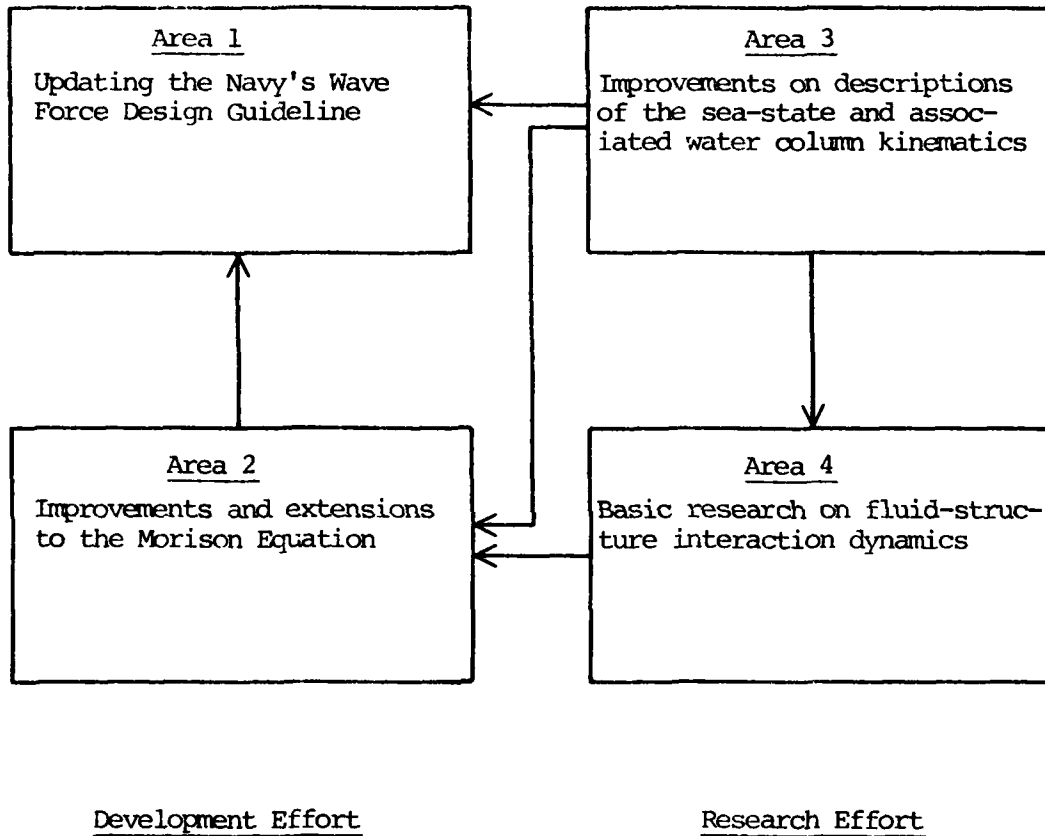 Area 1
Updating the Navy's Wave
Force Design Guideline
Area 3
Improvements on descriptions
of the sea-state and assoc-
iated water column kinematics
Area 2
Improvements and extensions
to the Morison Equation
Area 4
Basic research on fluid-struc-
ture interaction dynamics
Development Effort
Research Effort